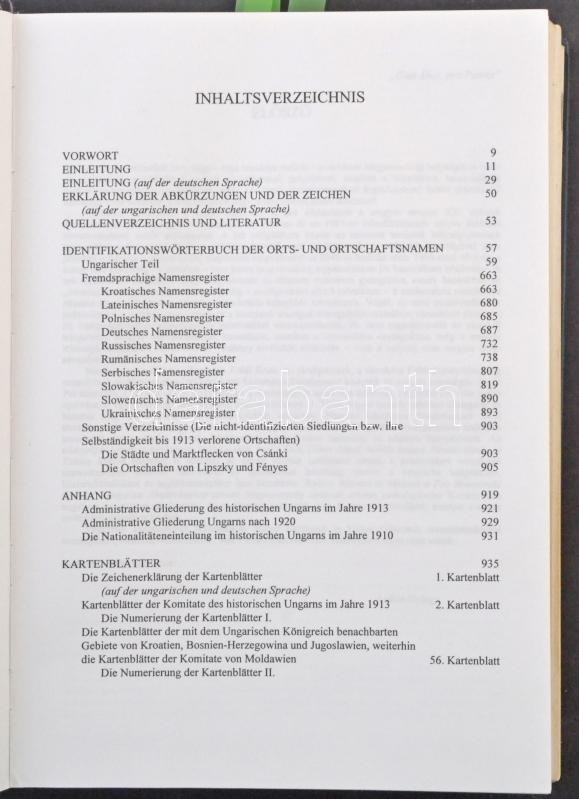 INHALTSVERZEICHNIS
VORWORT 9
EINLEITUNG 11
EINLEITUNG (auf der deutschen Sprache) 29
ERKLÄRUNG DER ABKÜRZUNGEN UND DER ZEICHEN 50
(auf der ungarischen und deutschen Sprache)
QUELLENVERZEICHNIS UND LITERATUR 53
IDENTIFIKATIONSWÖRTERBUCH DER ORTS- UND ORTSCHAFTSNAMEN 57
Ungarischer Teil 59
Fremdsprachige Namensregister 663
Kroatisches Namensregister 663
Lateinisches Namensregister 680
Polnisches Namensregister 685
Deutsches Namensregister 687
Russisches Namensregister 732
Rumänisches Namensregister 738
Serbisches Namensregister 807
Slowakisches Namensregister 819
Slowenisches Namensregister 890
Ukrainisches Namensregister 893
Sonstige Verzeichnisse (Die nicht-identifizierten Siedlungen bzw. ihre 903
Selbständigkeit bis 1913 verlorene Ortschaften)
Die Städte und Marktflecken von Csánki 903
Die Ortschaften von Lipszky und Fényes 905
ANHANG 919
Administrative Gliederung des historischen Ungarns im Jahre 1913 921
Administrative Gliederung Ungarns nach 1920 929
Die Nationalitäteneinteilung im historischen Ungarns im Jahre 1910 931
KARTENBLÄTTER 935
Die Zeichenerklärung der Kartenblätter 1. Kartenblatt
(auf der ungarischen und deutschen Sprache)
Kartenblätter der Komitate des historischen Ungarns im Jahre 1913 2. Kartenblatt
Die Numerierung der Kartenblätter I.
Die Kartenblätter der mit dem Ungarischen Königreich benachbarten
Gebiete von Kroatien, Bosnien-Herzegowina und Jugoslawien, weiterhin
die Kartenblätter der Komitate von Moldawien 56. Kartenblatt
Die Numerierung der Kartenblätter II.